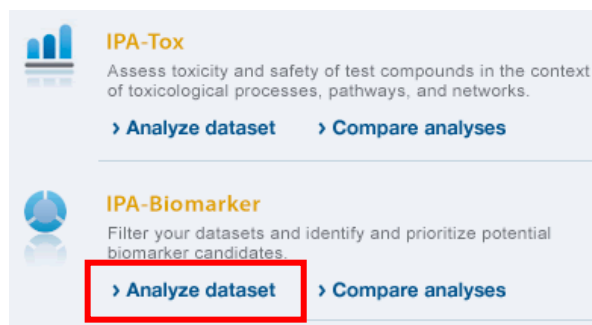 IPA-Tox
Assess toxicity and safety of test compounds in the context
of toxicological processes, pathways, and networks.
› Analyze dataset › Compare analyses
IPA-Biomarker
Filter your datasets and identify and prioritize potential
biomarker candidates.
› Analyze dataset › Compare analyses